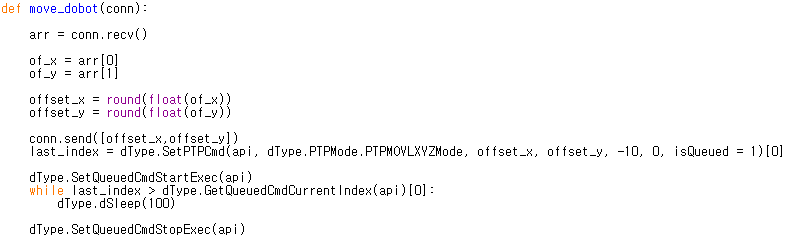 def move_dobot(conn):
arr = conn.recv()
of_x = arr[0]
of_y = arr[1]
offset_x = round(float(of_x))
offset_y = round(float(of_y))
conn.send([offset_x,offset_y])
last_index = dType.SetPTPCmd(api, dType.PTPMode.PTPMOVLXYZMode, offset_x, offset_y, -10, 0, isQueued = 1)[0]
dType.SetQueuedCmdStartExec(api)
while last_index > dType.GetQueuedCmdCurrentIndex(api)[0]:
dType.dSleep(100)
dType.SetQueuedCmdStopExec(api)